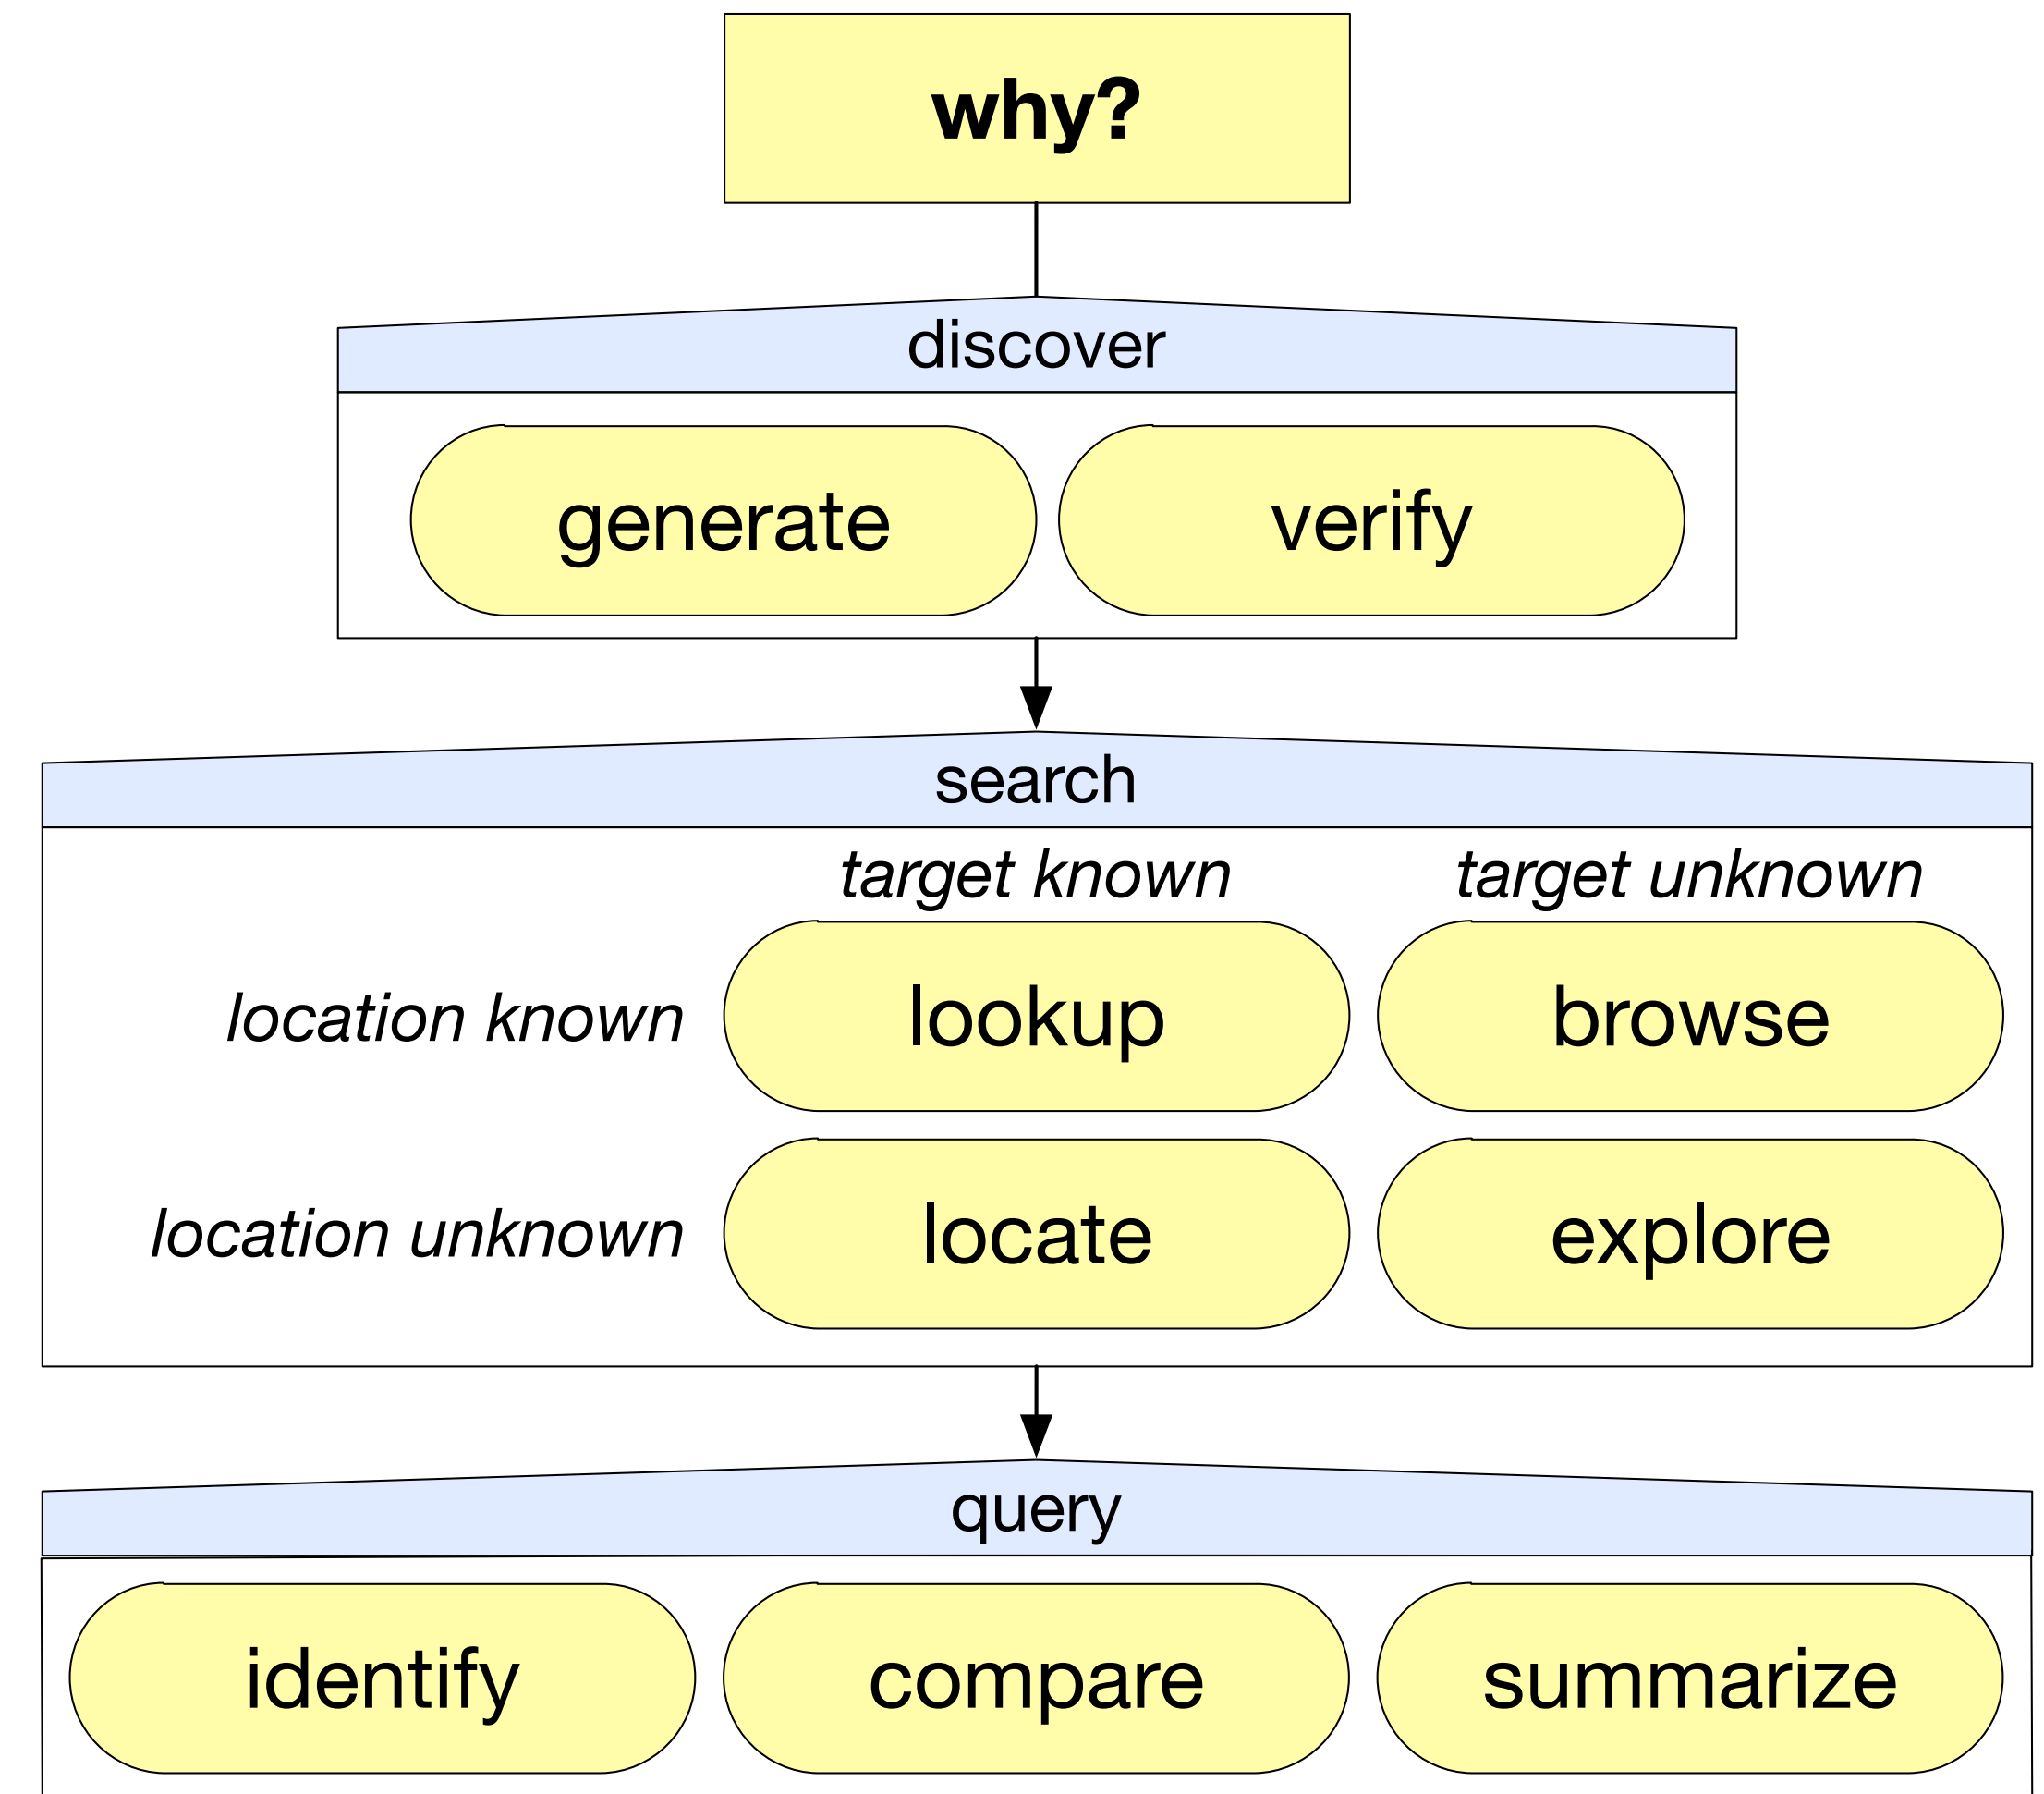 why?
discover
generate verify
search
target known target unknown
location known lookup browse
location unknown locate explore
query
identify compare summarize